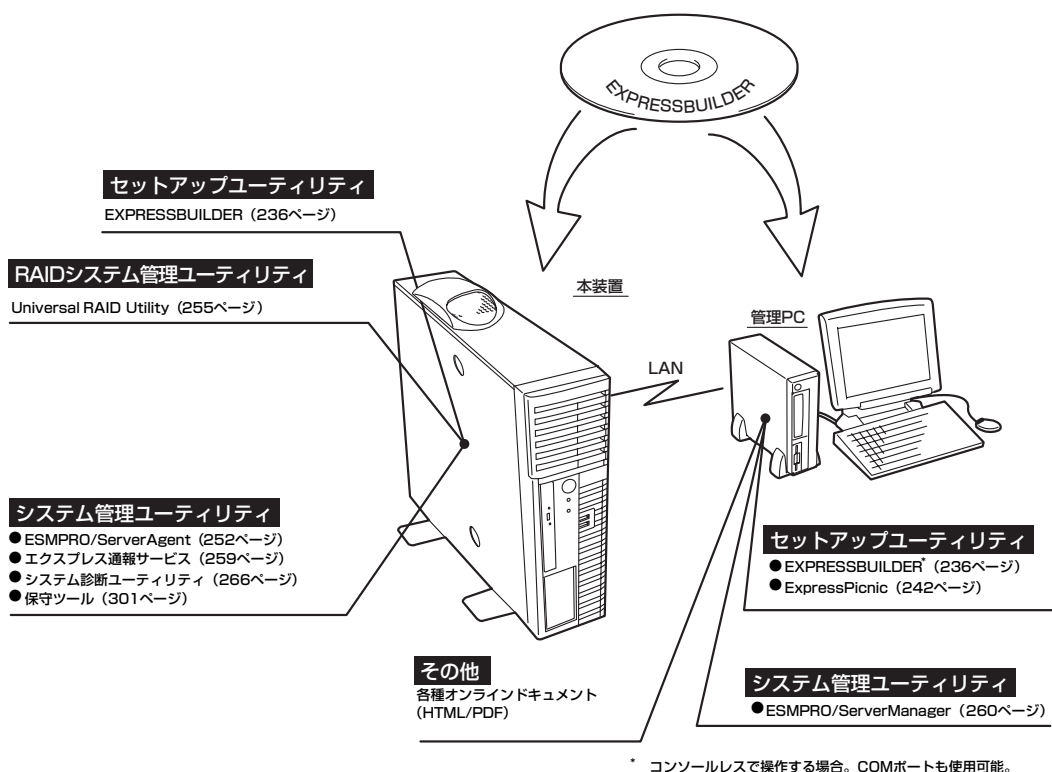 EXPRESSBUILDER
セットアップユーティリティ
EXPRESSBUILDER(236ページ)
RAIDシステム管理ユーティリティ
Universal RAID Utility(255ページ)
システム管理ユーティリティ
●ESMPRO/ServerAgent(252ページ)
●エクスプレス通報サービス(259ページ)
●システム診断ユーティリティ(266ページ)
●保守ツール(301ページ)
本装置
LAN
管理PC
セットアップユーティリティ
●EXPRESSBUILDER*(236ページ)
●ExpressPicnic(242ページ)
システム管理ユーティリティ
●ESMPRO/ServerManager(260ページ)
その他
各種オンラインドキュメント
(HTML/PDF)
* コンソールレスで操作する場合。COMポートも使用可能。